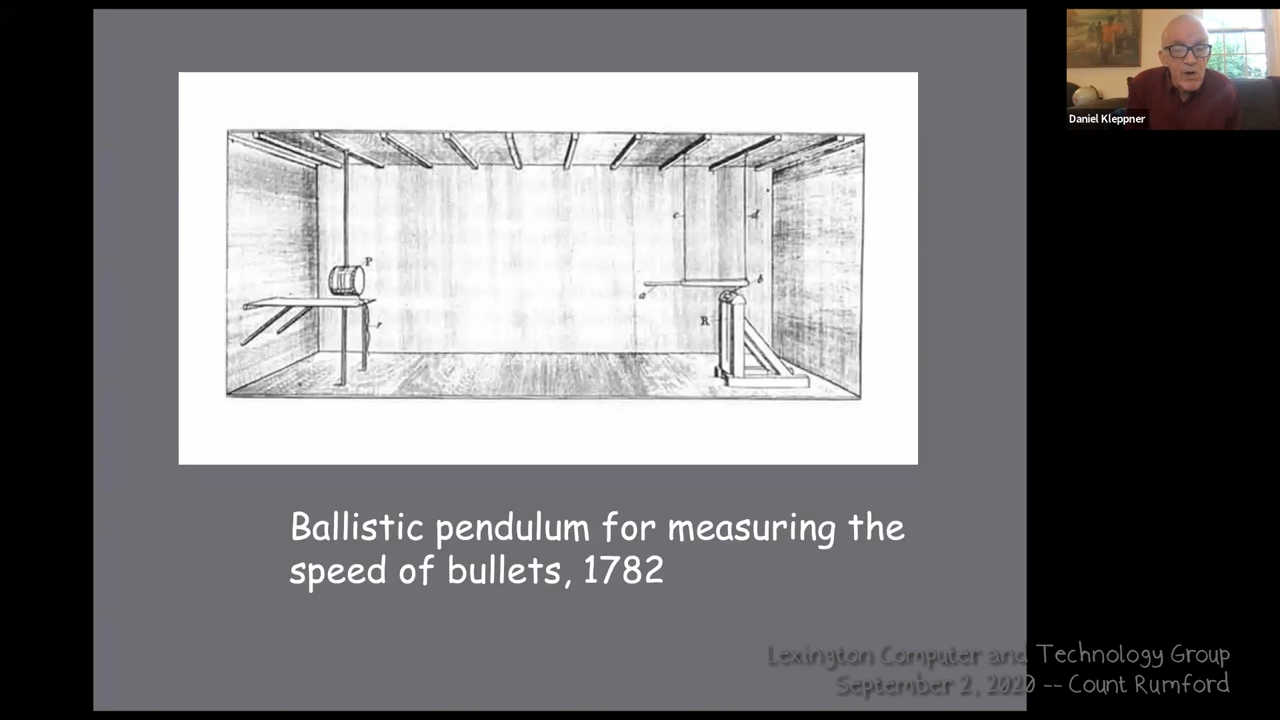 Daniel Kleppner
P
r
c
d
a
b
R
Ballistic pendulum for measuring the
speed of bullets, 1782
Lexington Computer and Technology Group
September 2, 2020 -- Count Rumford